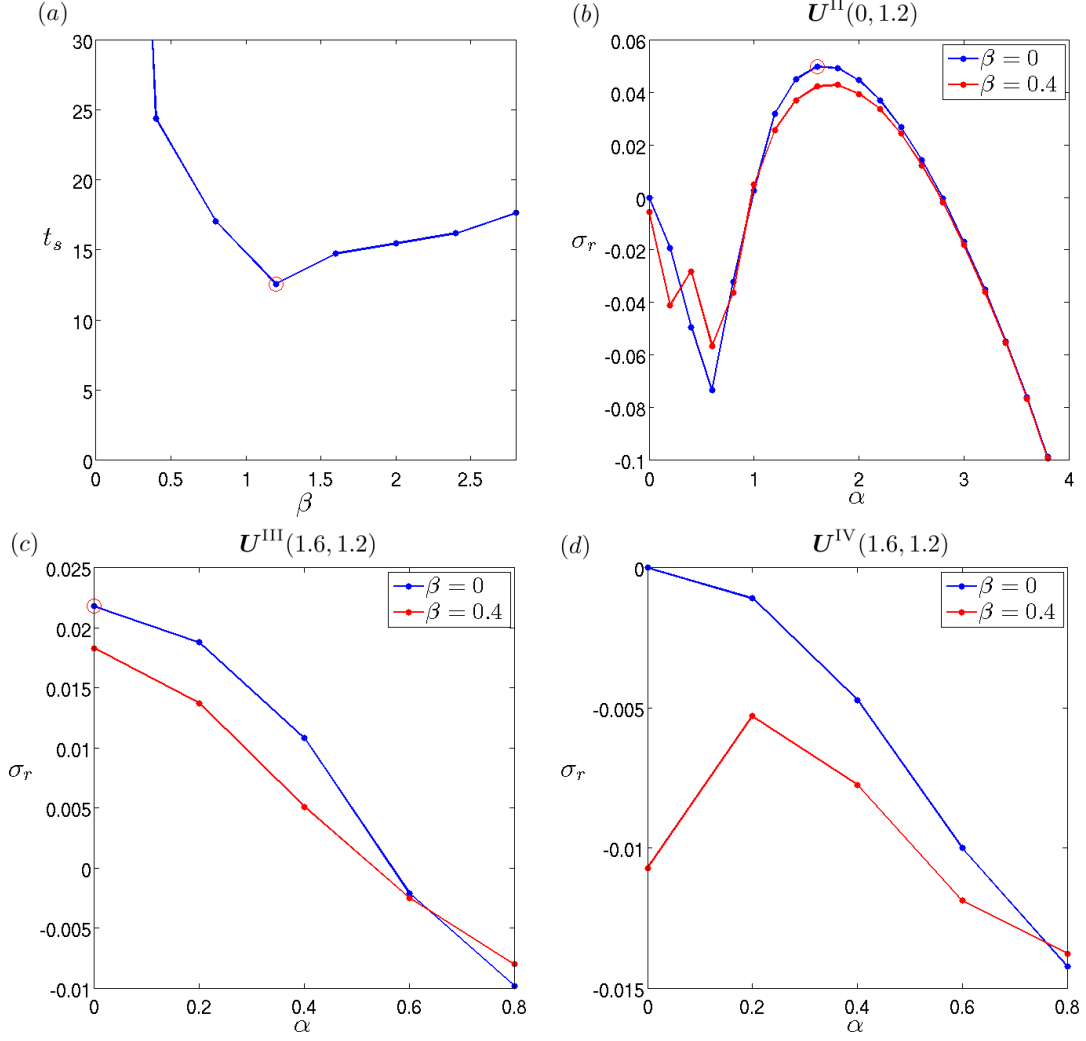 (a)
30
25
20
t_s
15
10
5
0
0 0.5 1 1.5 2 2.5
β
(b) U^II(0, 1.2)
0.06
0.04
0.02
0
σ_r
-0.02
-0.04
-0.06
-0.08
-0.1
0 1 2 3 4
α
β = 0
β = 0.4
(c) U^III(1.6, 1.2)
0.025
0.02
0.015
0.01
σ_r
0.005
0
-0.005
-0.01
0 0.2 0.4 0.6 0.8
α
β = 0
β = 0.4
(d) U^IV(1.6, 1.2)
0
-0.005
σ_r
-0.01
-0.015
0 0.2 0.4 0.6 0.8
α
β = 0
β = 0.4